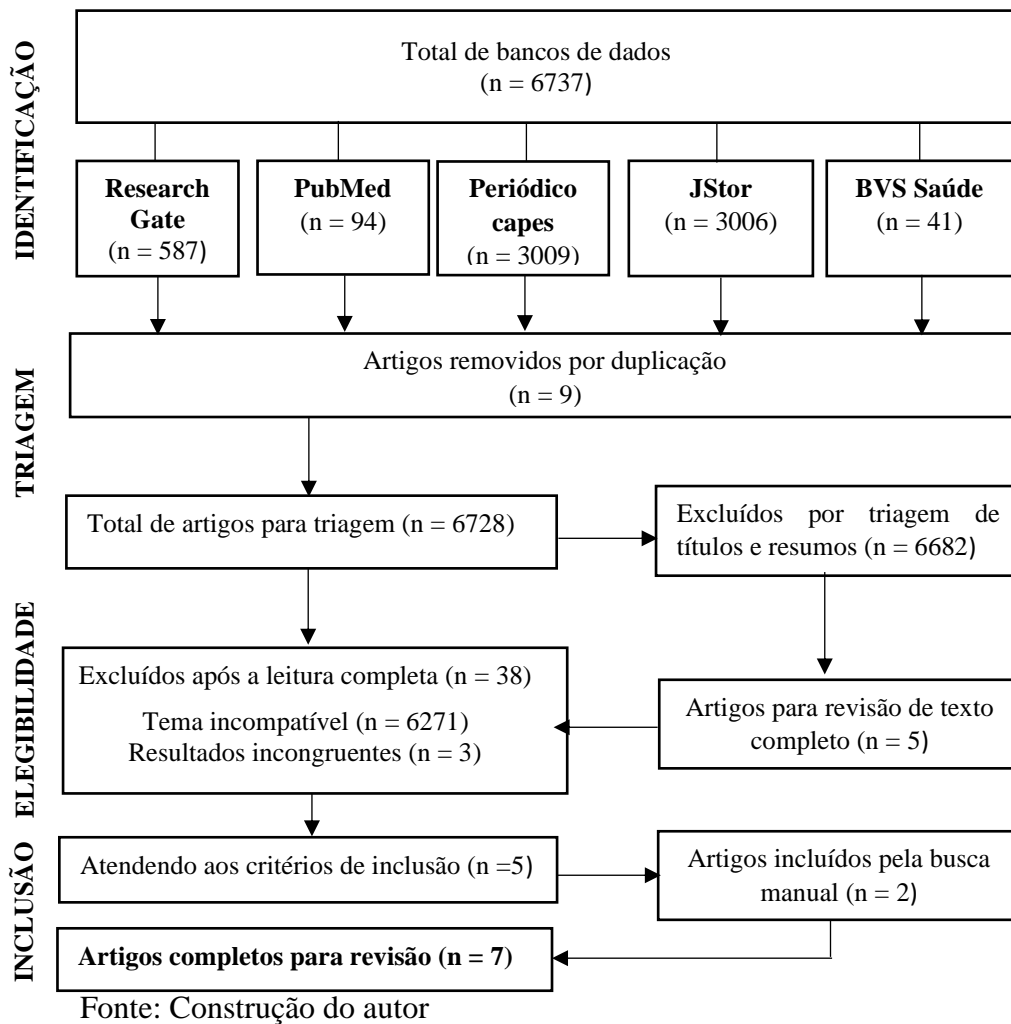 IDENTIFICAÇÃO
Total de bancos de dados
(n = 6737)
Research
Gate
(n = 587)
PubMed
(n = 94)
Periódico
capes
(n = 3009)
JStor
(n = 3006)
BVS Saúde
(n = 41)
TRIAGEM
Artigos removidos por duplicação
(n = 9)
Total de artigos para triagem (n = 6728)
Excluídos por triagem de
títulos e resumos (n = 6682)
ELEGIBILIDADE
Excluídos após a leitura completa (n = 38)
Tema incompatível (n = 6271)
Resultados incongruentes (n = 3)
Artigos para revisão de texto
completo (n = 5)
INCLUSÃO
Atendendo aos critérios de inclusão (n =5)
Artigos incluídos pela busca
manual (n = 2)
Artigos completos para revisão (n = 7)
Fonte: Construção do autor